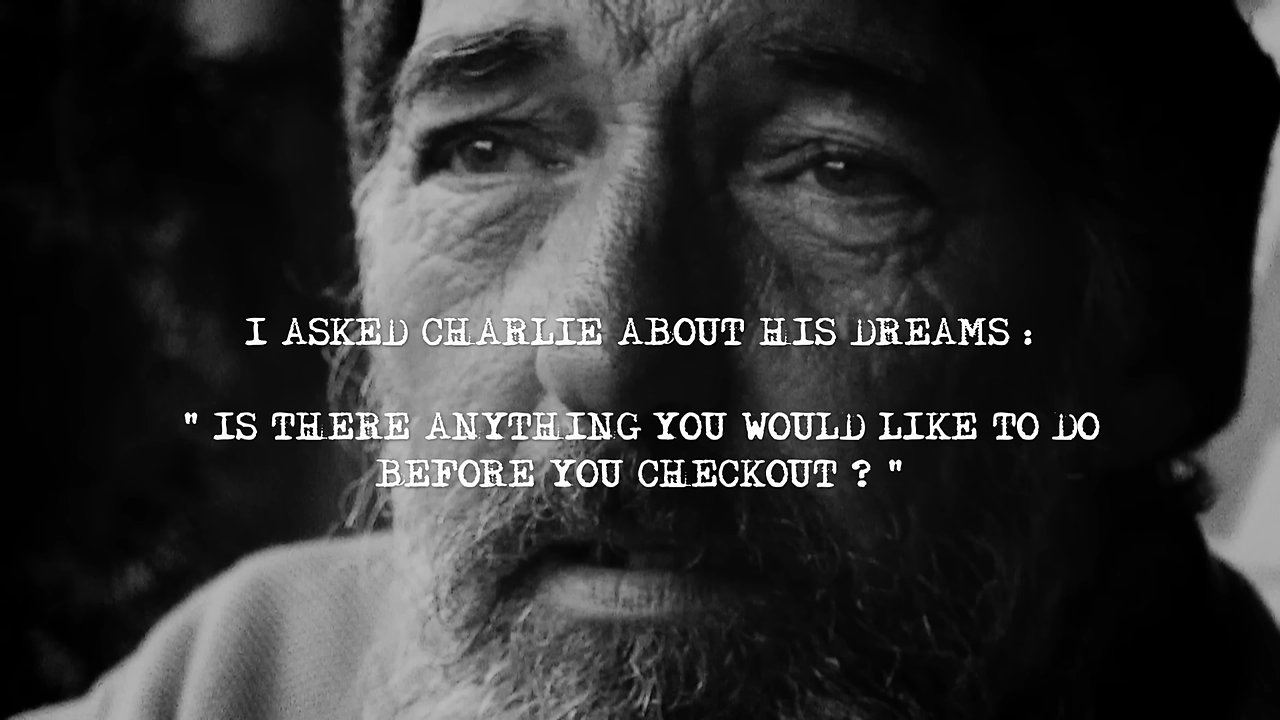 I ASKED CHARLIE ABOUT HIS DREAMS :
" IS THERE ANYTHING YOU WOULD LIKE TO DO
BEFORE YOU CHECKOUT ? "